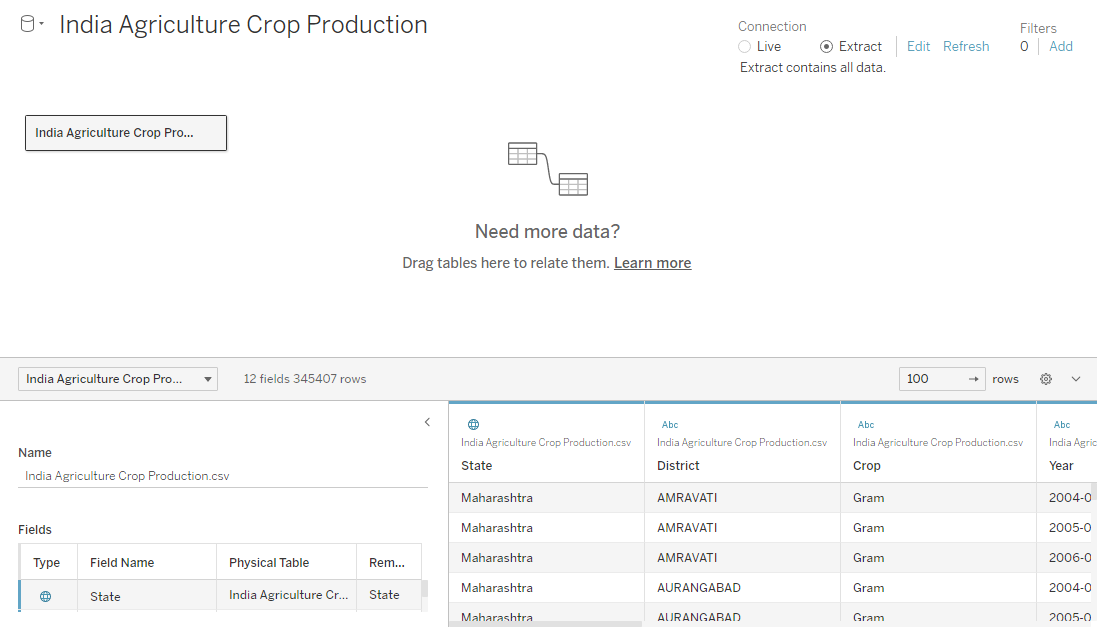 India Agriculture Crop Production
Connection
Live Extract Edit Refresh
Extract contains all data.
Filters
0 Add
India Agriculture Crop Pro...
Need more data?
Drag tables here to relate them. Learn more
India Agriculture Crop Pro... 12 fields 345407 rows 100 → rows
Name
India Agriculture Crop Production.csv
Fields
Type Field Name Physical Table Rem...
State India Agriculture Cr... State
Abc Abc Abc
India Agriculture Crop Production.csv India Agriculture Crop Production.csv India Agriculture Crop Production.csv India Agric
State District Crop Year
Maharashtra AMRAVATI Gram 2004-0
Maharashtra AMRAVATI Gram 2005-0
Maharashtra AMRAVATI Gram 2006-0
Maharashtra AURANGABAD Gram 2004-0
Maharashtra AURANGABAD Gram 2005-0